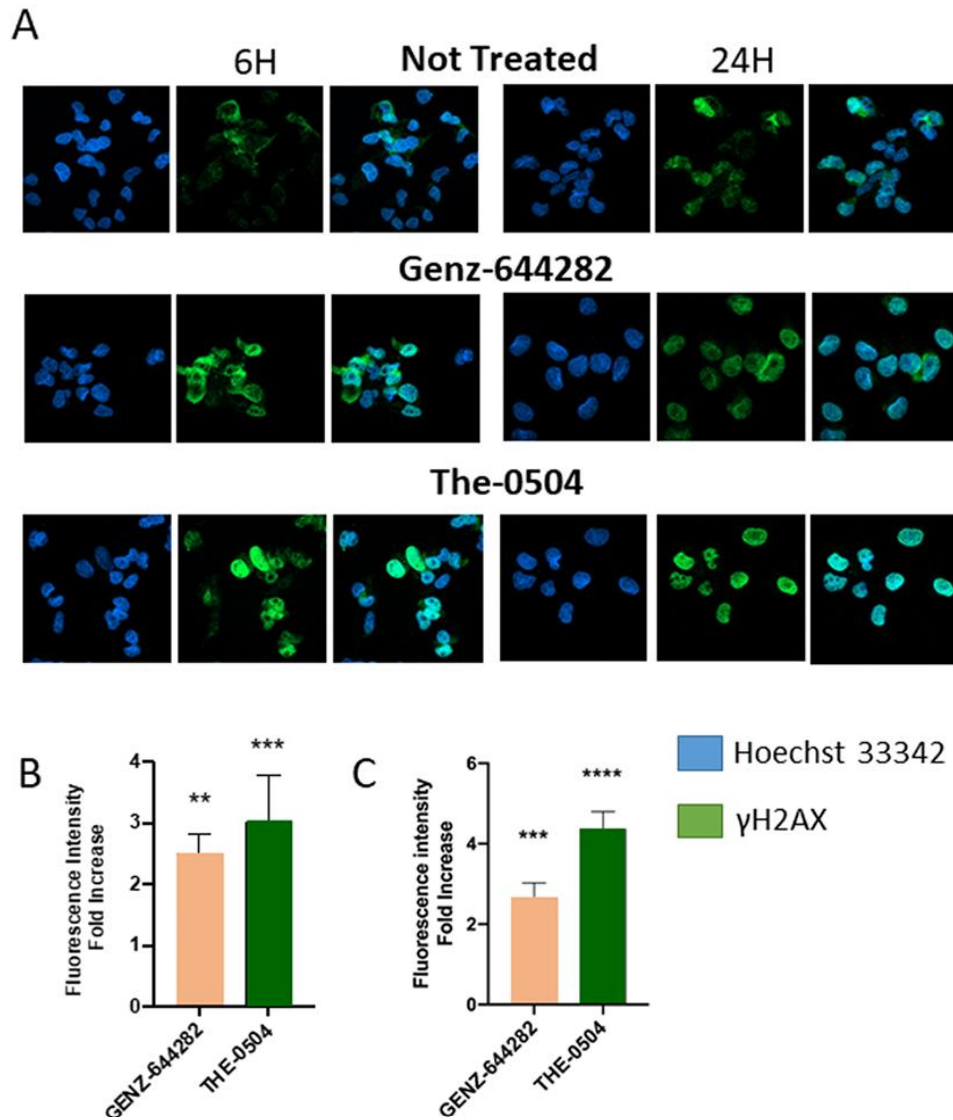 A
6H Not Treated 24H
Genz-644282
The-0504
B
Fluorescence Intensity
Fold Increase
4
3
2
1
0
**
***
GENZ-644282
THE-0504
C
Fluorescence intensity
Fold Increase
6
4
2
0
***
****
GENZ-644282
THE-0504
Hoechst 33342
γH2AX